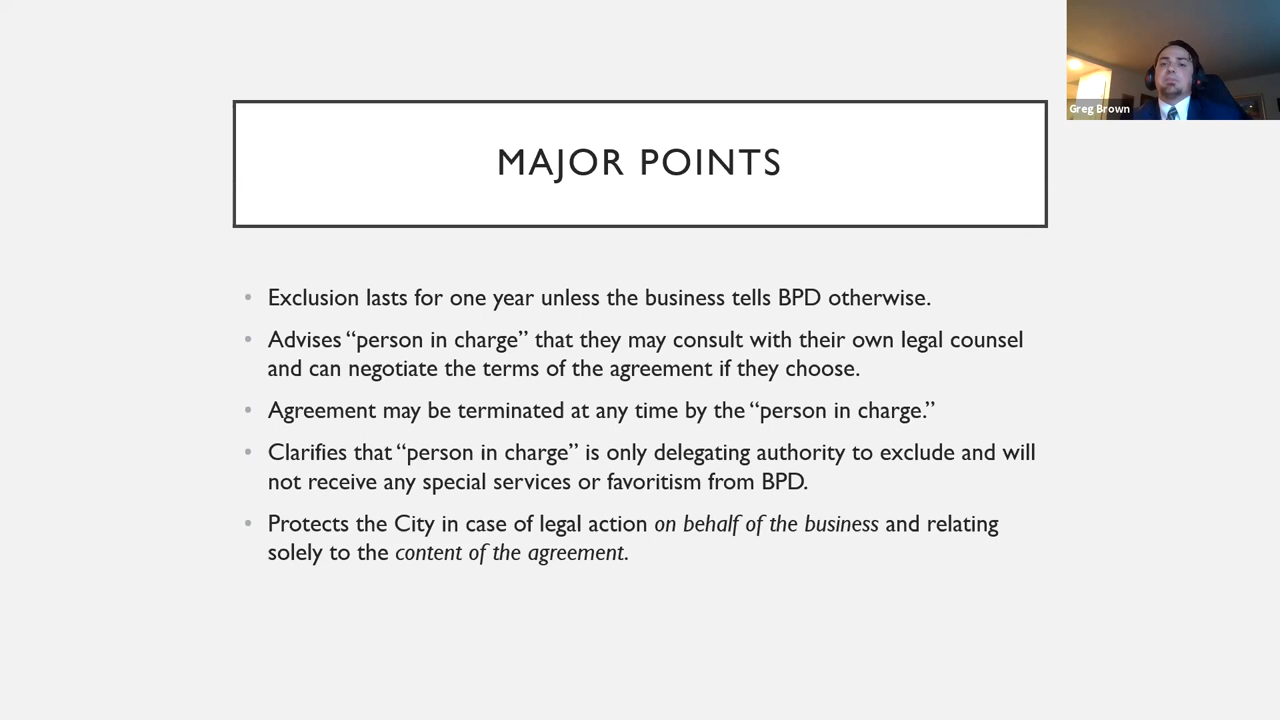 Greg Brown
MAJOR POINTS
• Exclusion lasts for one year unless the business tells BPD otherwise.
• Advises “person in charge” that they may consult with their own legal counsel
and can negotiate the terms of the agreement if they choose.
• Agreement may be terminated at any time by the “person in charge.”
• Clarifies that “person in charge” is only delegating authority to exclude and will
not receive any special services or favoritism from BPD.
• Protects the City in case of legal action on behalf of the business and relating
solely to the content of the agreement.